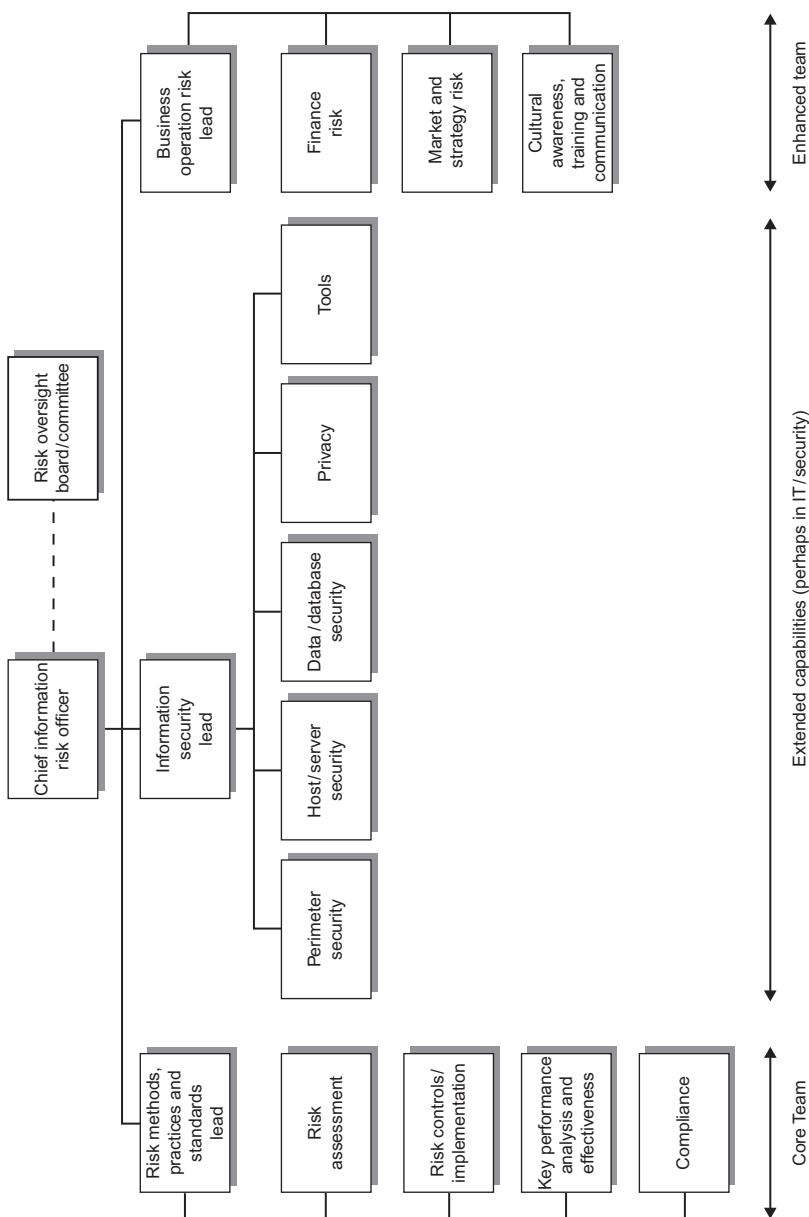 Chief information
risk officer
Risk oversight
board/committee
Risk methods,
practices and
standards
lead
Information
security
lead
Business
operation risk
lead
Risk
assessment
Perimeter
security
Host/server
security
Data/database
security
Privacy
Tools
Finance
risk
Risk controls/
implementation
Market and
strategy risk
Key performance
analysis and
effectiveness
Cultural
awareness,
training and
communication
Compliance
Core Team
Extended capabilities (perhaps in IT/security)
Enhanced team